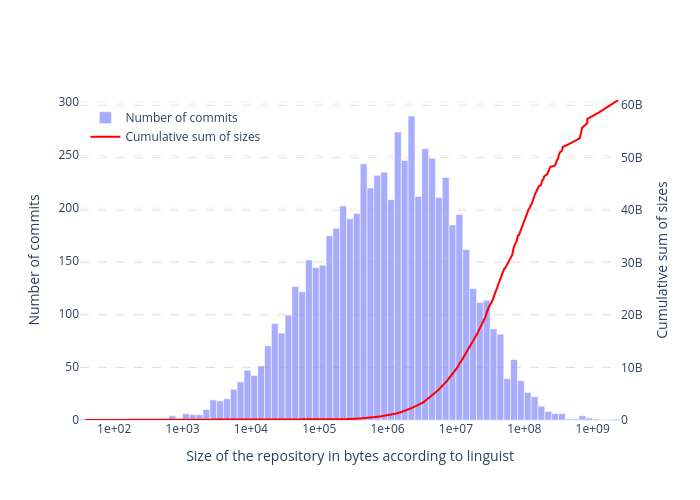 Number of commits
Cumulative sum of sizes
300
250
200
150
100
50
0
60B
50B
40B
30B
20B
10B
0
Number of commits
Cumulative sum of sizes
1e+02
1e+03
1e+04
1e+05
1e+06
1e+07
1e+08
1e+09
Size of the repository in bytes according to linguist